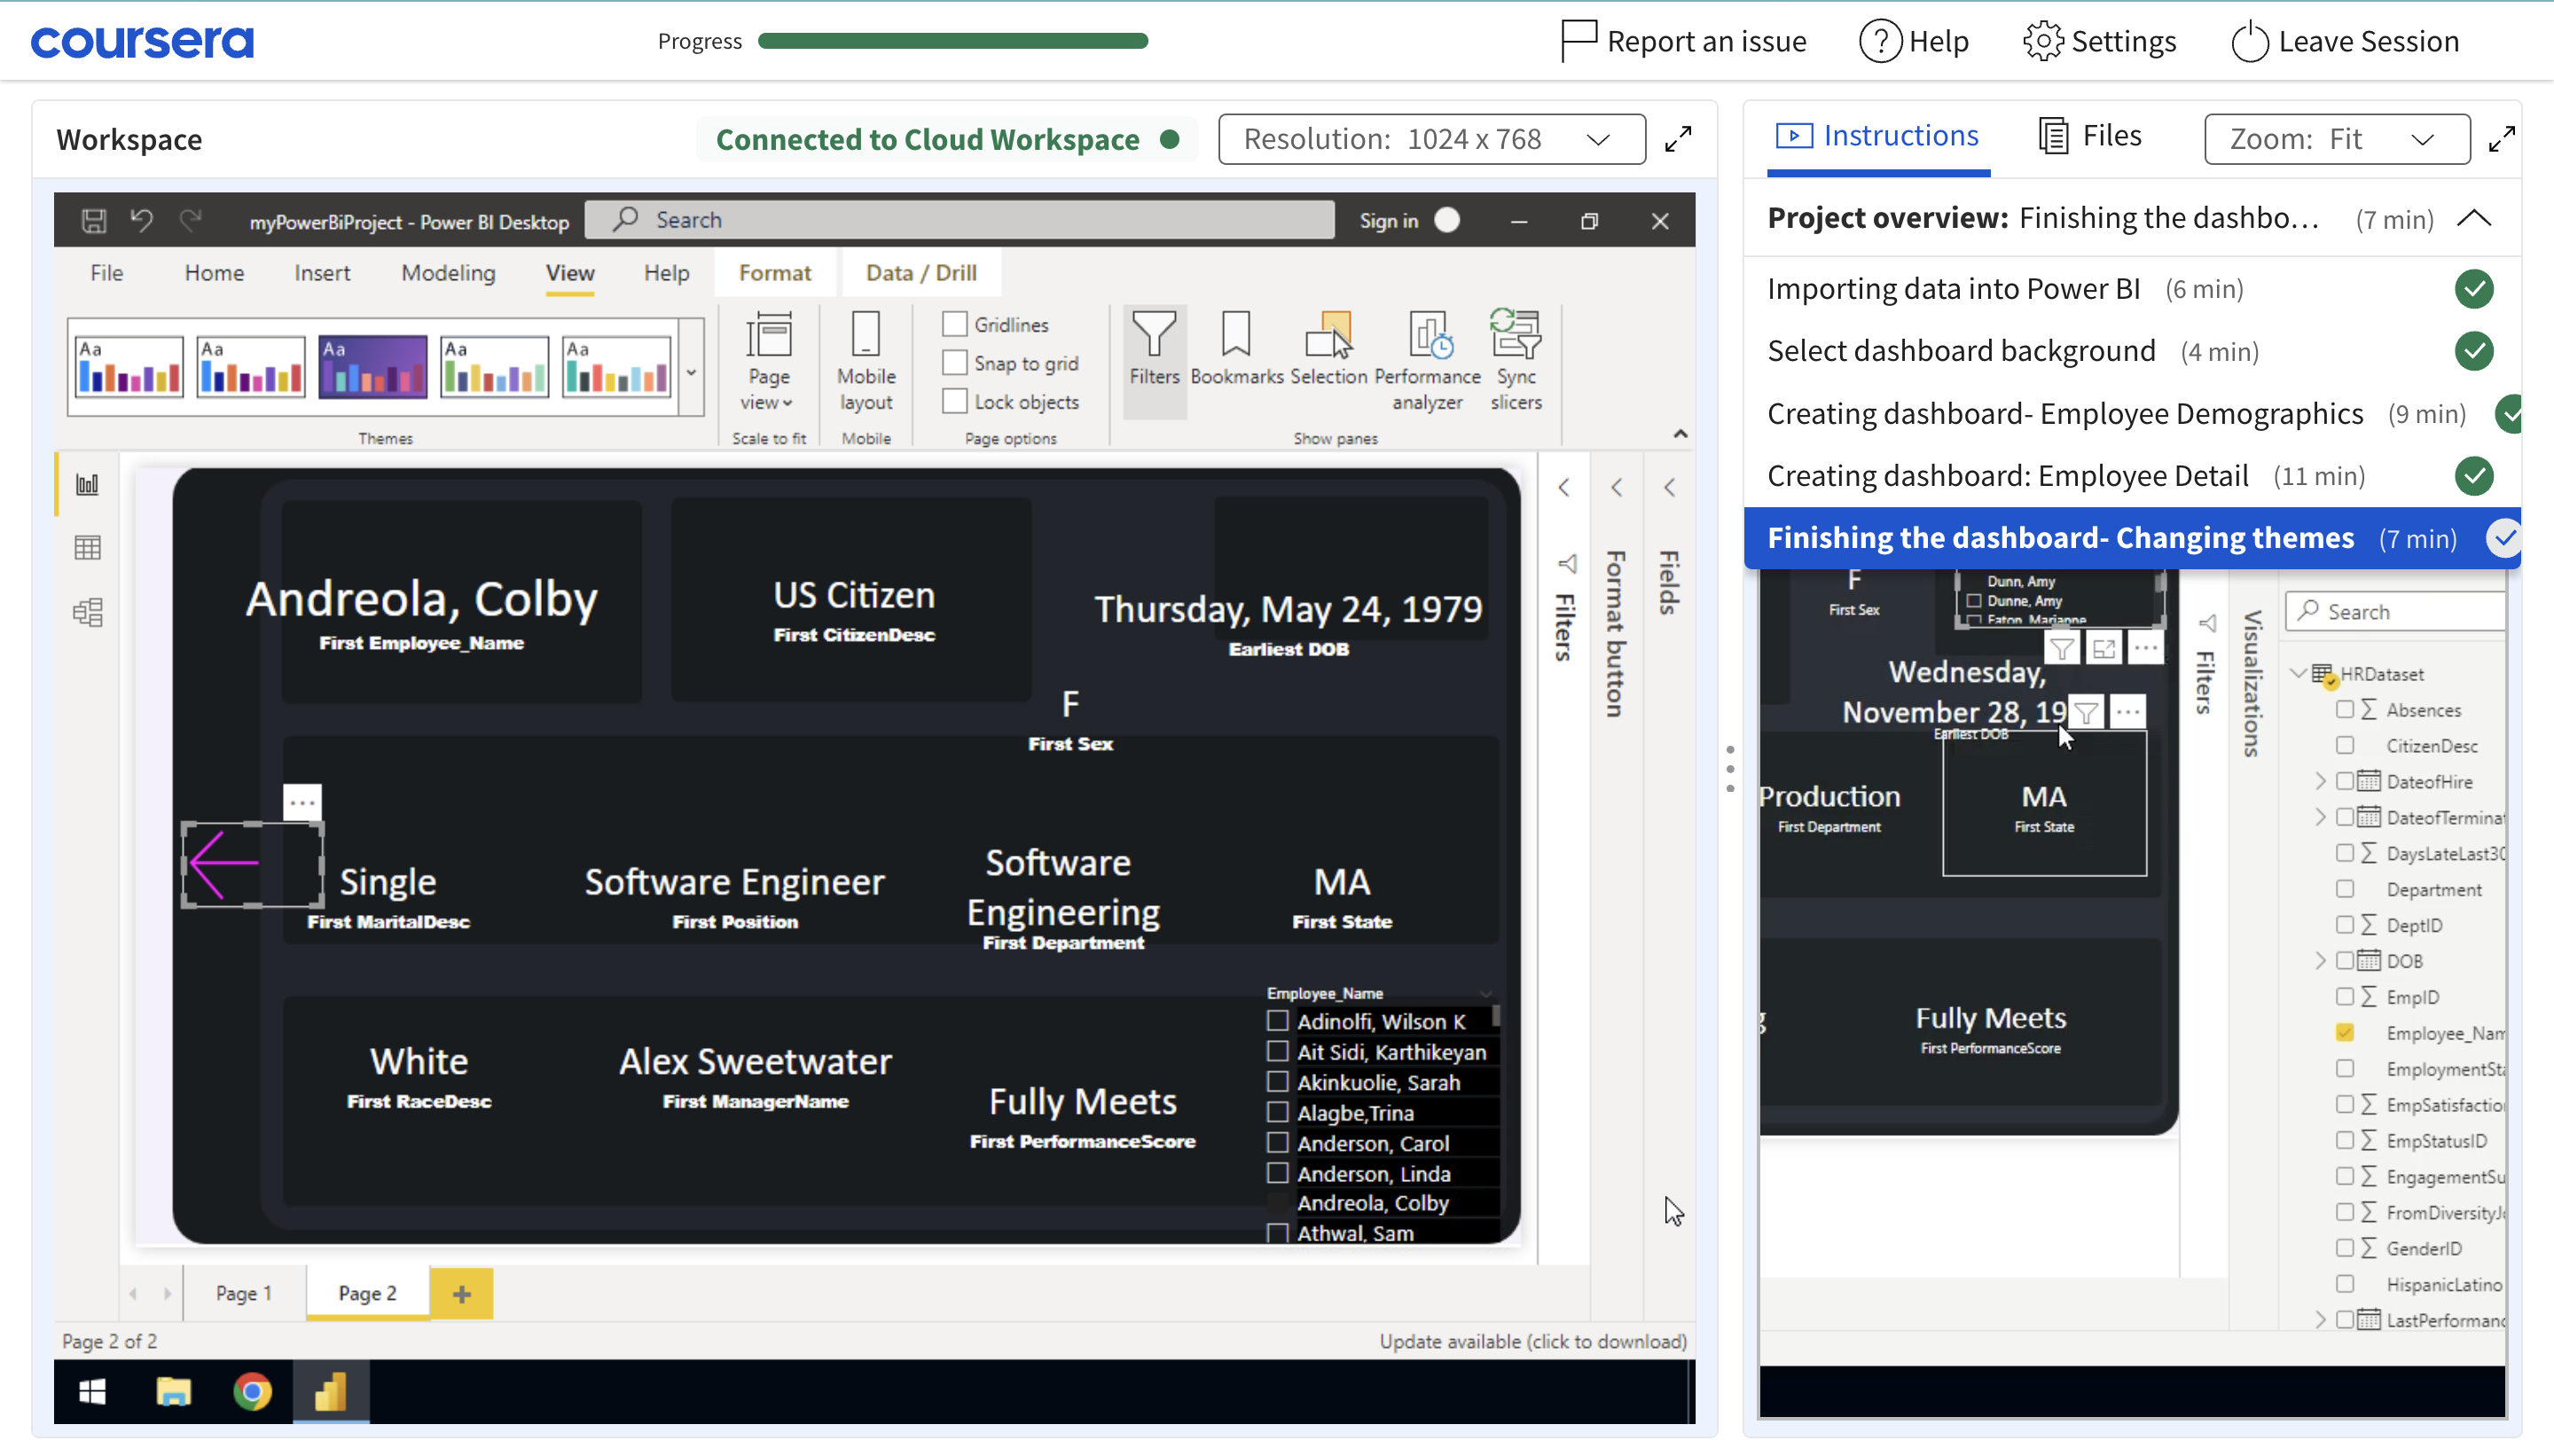 coursera
Progress
Report an issue
? Help
Settings
Leave Session
Workspace
Connected to Cloud Workspace
Resolution: 1024 x 768
Instructions
Files
Zoom: Fit
myPowerBiProject - Power BI Desktop
Search
Sign in
File
Home
Insert
Modeling
View
Help
Format
Data / Drill
Aa
Aa
Aa
Aa
Aa
Themes
Page
view
Scale to fit
Mobile
layout
Mobile
Gridlines
Snap to grid
Lock objects
Page options
Filters
Bookmarks
Selection
Performance
analyzer
Sync
slicers
Show panes
Andreola, Colby
First Employee_Name
US Citizen
First CitizenDesc
Thursday, May 24, 1979
Earliest DOB
F
First Sex
Single
First MaritalDesc
Software Engineer
First Position
Software
Engineering
First Department
MA
First State
White
First RaceDesc
Alex Sweetwater
First ManagerName
Fully Meets
First PerformanceScore
Employee_Name
Adinolfi, Wilson K
Ait Sidi, Karthikeyan
Akinkuolie, Sarah
Alagbe,Trina
Anderson, Carol
Anderson, Linda
Andreola, Colby
Athwal, Sam
Filters
Format button
Fields
Page 1
Page 2
+
Page 2 of 2
Update available (click to download)
Project overview: Finishing the dashbo... (7 min)
Importing data into Power BI (6 min)
Select dashboard background (4 min)
Creating dashboard- Employee Demographics (9 min)
Creating dashboard: Employee Detail (11 min)
Finishing the dashboard- Changing themes (7 min)
F
First Sex
Dunn, Amy
Dunne, Amy
Eaton, Marianne
Wednesday,
November 28, 19
Earliest DOB
Production
First Department
MA
First State
g
Fully Meets
First PerformanceScore
Filters
Visualizations
Search
HRDataset
Absences
CitizenDesc
DateofHire
DateofTerminat
DaysLateLast30
Department
DeptID
DOB
EmpID
Employee_Nam
EmploymentSta
EmpSatisfaction
EmpStatusID
EngagementSu
FromDiversityJo
GenderID
HispanicLatino
LastPerformanc